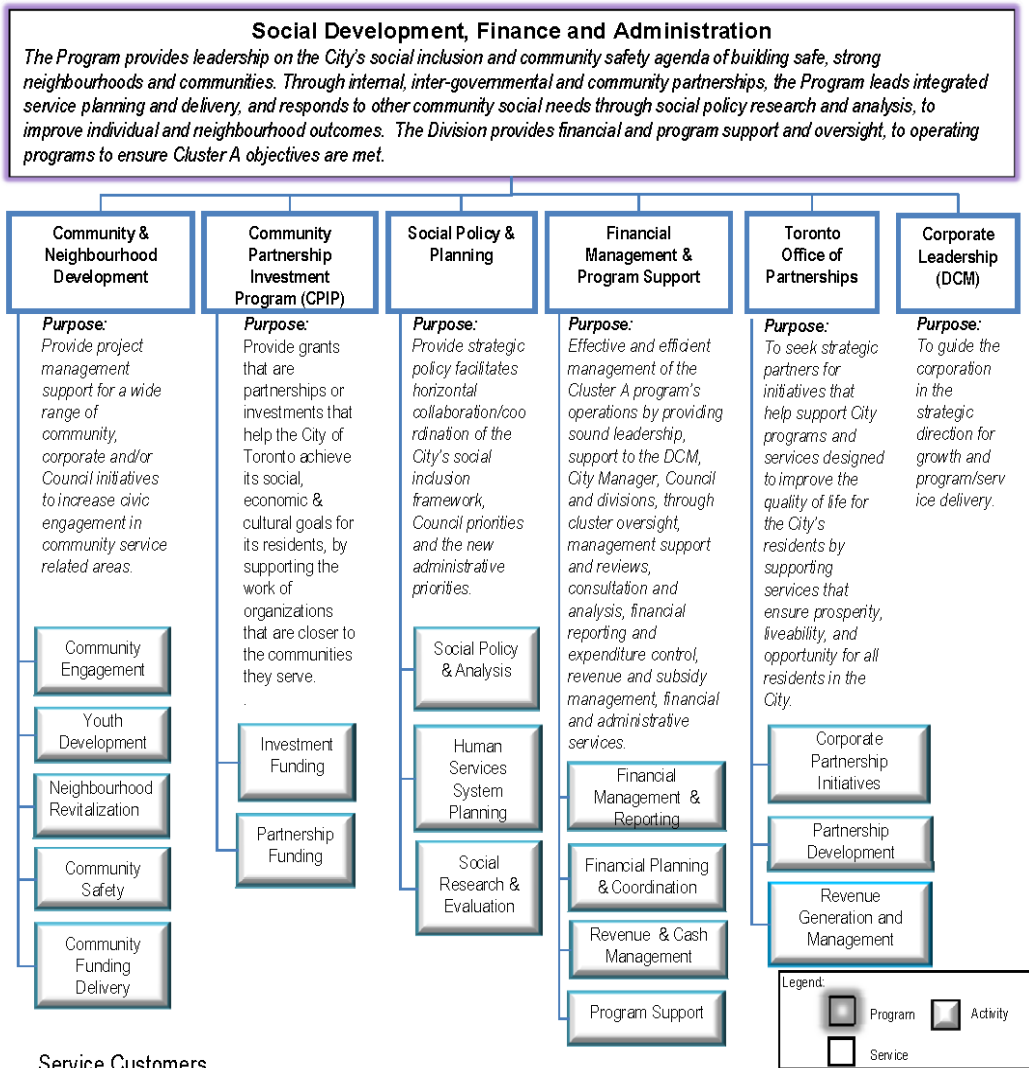 Social Development, Finance and Administration
The Program provides leadership on the City's social inclusion and community safety agenda of building safe, strong
neighbourhoods and communities. Through internal, inter-governmental and community partnerships, the Program leads integrated
service planning and delivery, and responds to other community social needs through social policy research and analysis, to
improve individual and neighbourhood outcomes. The Division provides financial and program support and oversight, to operating
programs to ensure Cluster A objectives are met.
Community &
Neighbourhood
Development
Purpose:
Provide project
management
support for a wide
range of
community,
corporate and/or
Council initiatives
to increase civic
engagement in
community service
related areas.
Community
Engagement
Youth
Development
Neighbourhood
Revitalization
Community
Safety
Community
Funding
Delivery
Community
Partnership
Investment
Program (CPIP)
Purpose:
Provide grants
that are
partnerships or
investments that
help the City of
Toronto achieve
its social,
economic &
cultural goals for
its residents, by
supporting the
work of
organizations
that are closer to
the communities
they serve.
.
Investment
Funding
Partnership
Funding
Social Policy &
Planning
Purpose:
Provide strategic
policy facilitates
horizontal
collaboration/coo
rdination of the
City's social
inclusion
framework,
Council priorities
and the new
administrative
priorities.
Social Policy
& Analysis
Human
Services
System
Planning
Social
Research &
Evaluation
Financial
Management &
Program Support
Purpose:
Effective and efficient
management of the
Cluster A program's
operations by providing
sound leadership,
support to the DCM,
City Manager, Council
and divisions, through
cluster oversight,
management support
and reviews,
consultation and
analysis, financial
reporting and
expenditure control,
revenue and subsidy
management, financial
and administrative
services.
Financial
Management &
Reporting
Financial Planning
& Coordination
Revenue & Cash
Management
Program Support
Toronto
Office of
Partnerships
Purpose:
To seek strategic
partners for
initiatives that
help support City
programs and
services designed
to improve the
quality of life for
the City's
residents by
supporting
services that
ensure prosperity,
liveability, and
opportunity for all
residents in the
City.
Corporate
Partnership
Initiatives
Partnership
Development
Revenue
Generation and
Management
Corporate
Leadership
(DCM)
Purpose:
To guide the
corporation
in the
strategic
direction for
growth and
program/serv
ice delivery.
Legend:
Program
Activity
Service
Service Customers